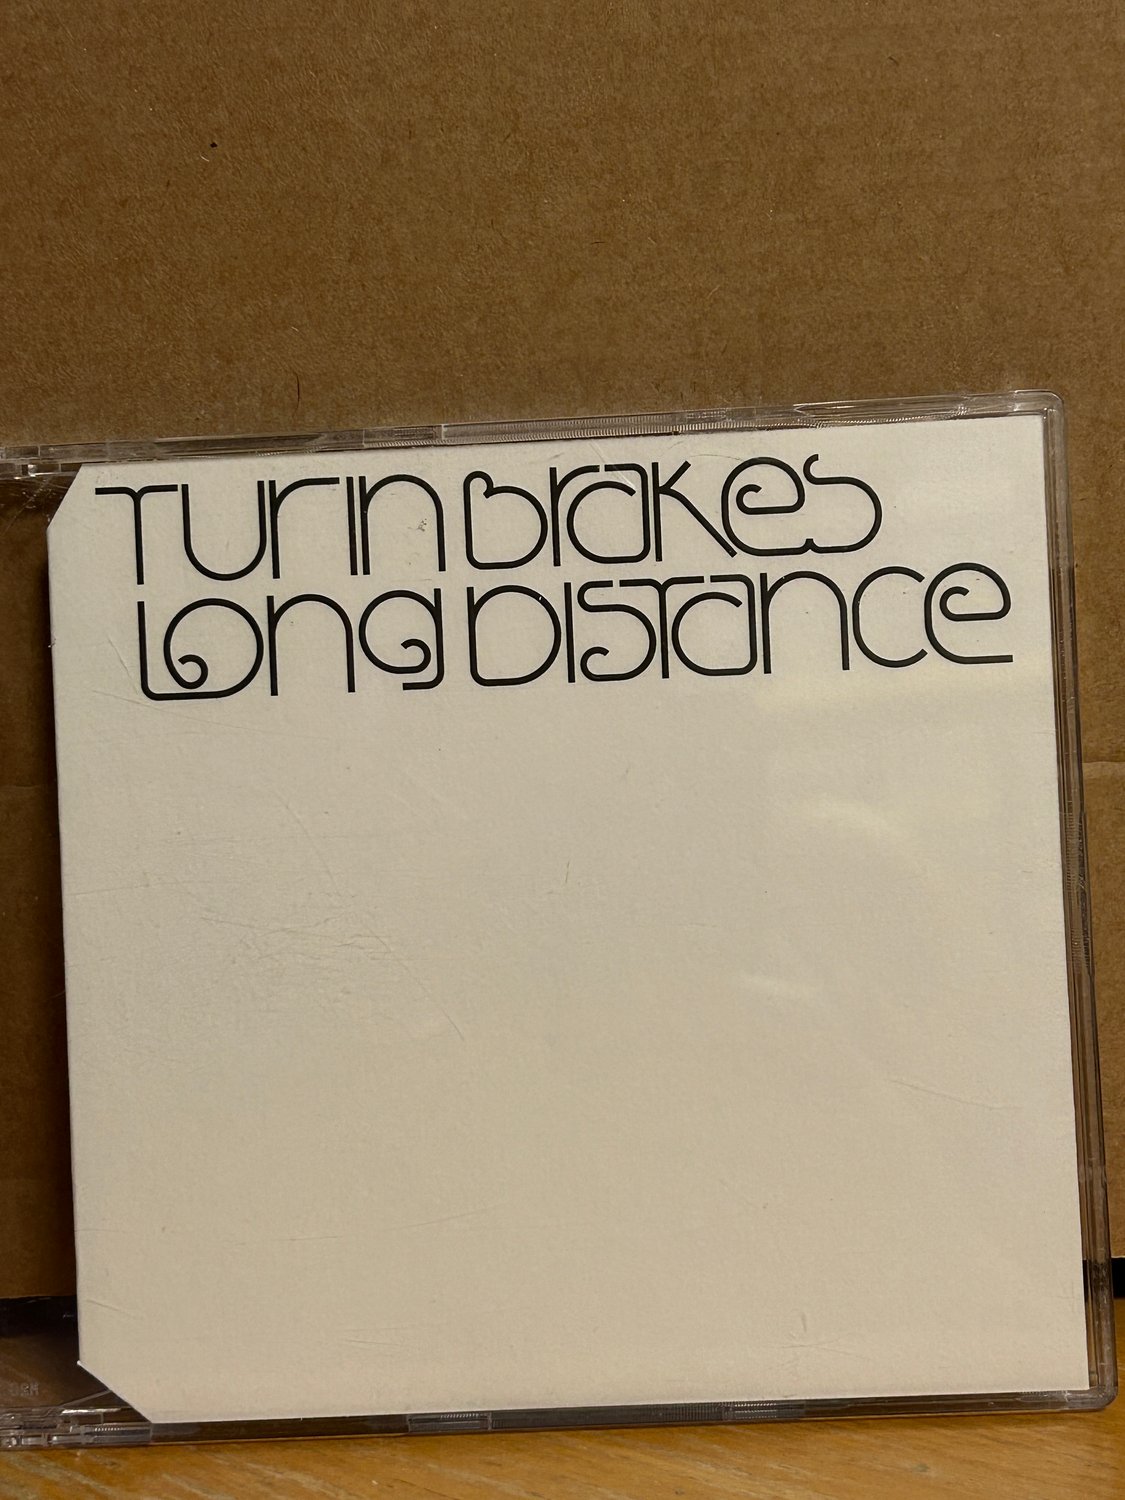 Turin Brakes
Long Distance